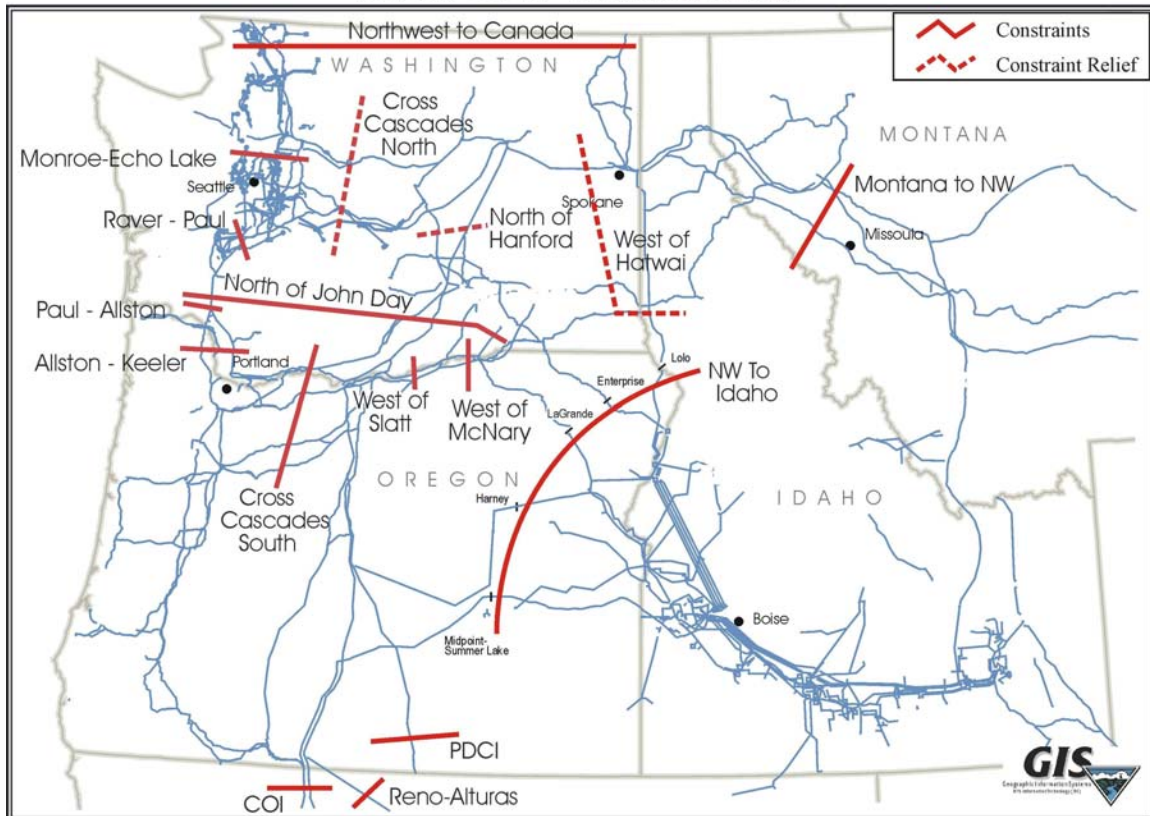 Northwest to Canada
WASHINGTON
Constraints
Constraint Relief
Cross
Cascades
North
MONTANA
Monroe-Echo Lake
Seattle
Montana to NW
Spokane
Raver - Paul
North of
Hanford
West of
Hatwai
Missoula
North of John Day
Paul - Allston
Allston - Keeler
Portland
Lolo
NW To
Idaho
Enterprise
West of
Slatt
West of
McNary
LaGrande
OREGON
IDAHO
Harney
Cross
Cascades
South
Boise
Midpoint-
Summer Lake
PDCI
GIS
Geographic Information Systems
COI
Reno-Alturas